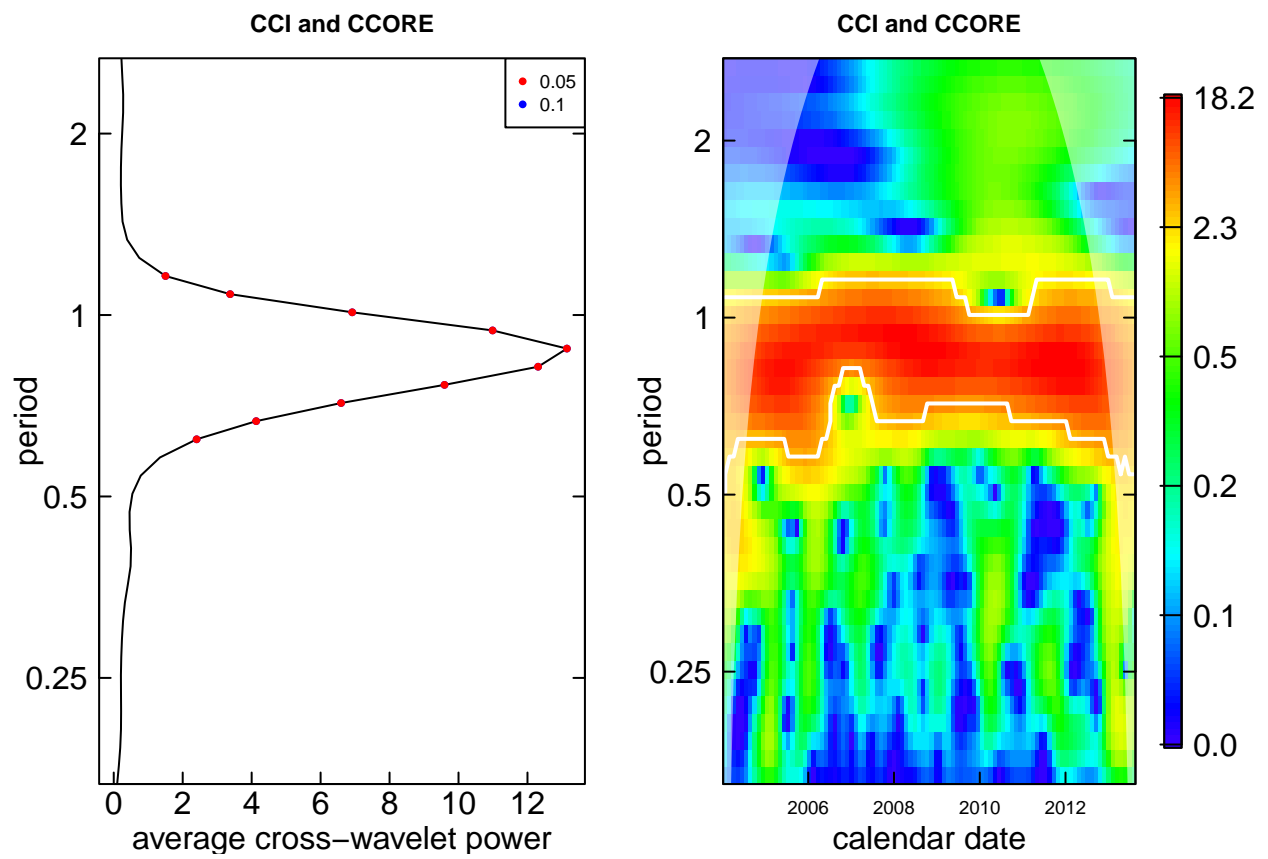 CCI and CCORE
0.05
0.1
2
1
0.5
0.25
period
0 2 4 6 8 10 12
average cross−wavelet power
CCI and CCORE
2
1
0.5
0.25
period
2006 2008 2010 2012
calendar date
18.2
2.3
0.5
0.2
0.1
0.0